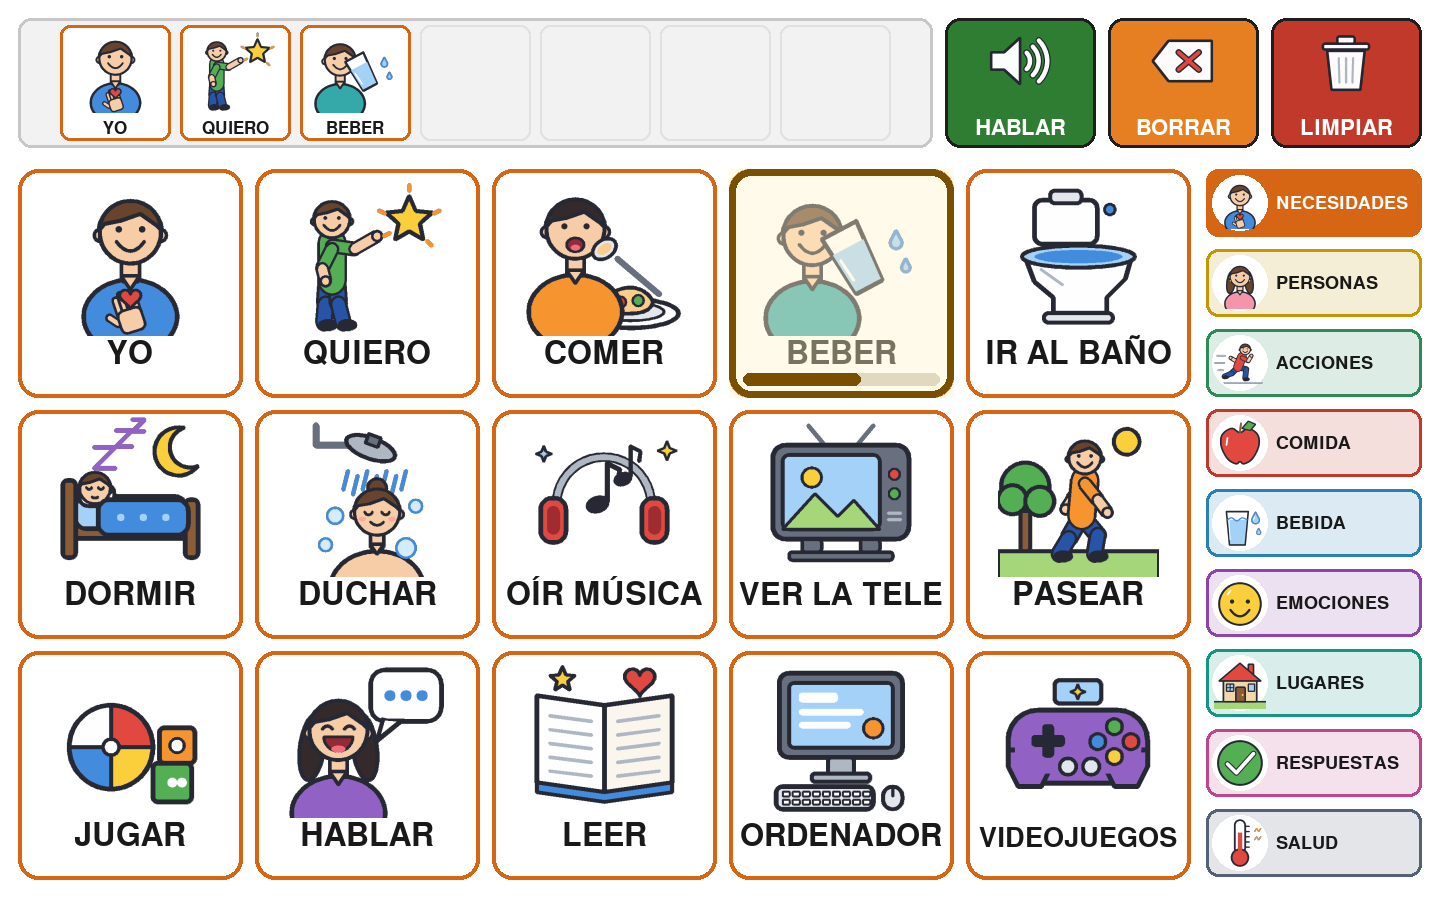 YO
QUIERO
BEBER
HABLAR
BORRAR
LIMPIAR
YO
QUIERO
COMER
BEBER
IR AL BAÑO
DORMIR
DUCHAR
OÍR MÚSICA
VER LA TELE
PASEAR
JUGAR
HABLAR
LEER
ORDENADOR
VIDEOJUEGOS
NECESIDADES
PERSONAS
ACCIONES
COMIDA
BEBIDA
EMOCIONES
LUGARES
RESPUESTAS
SALUD